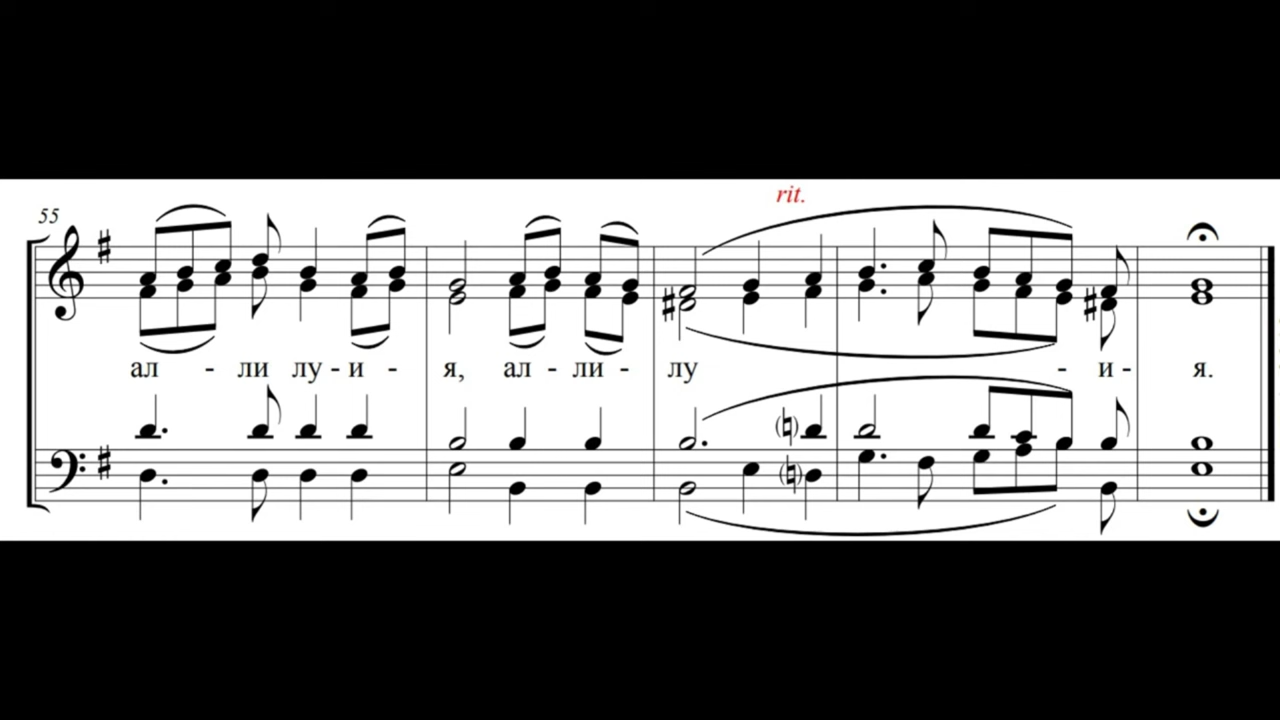 rit.
55
ал - ли лу - и - я, ал - ли - лу - и - я.